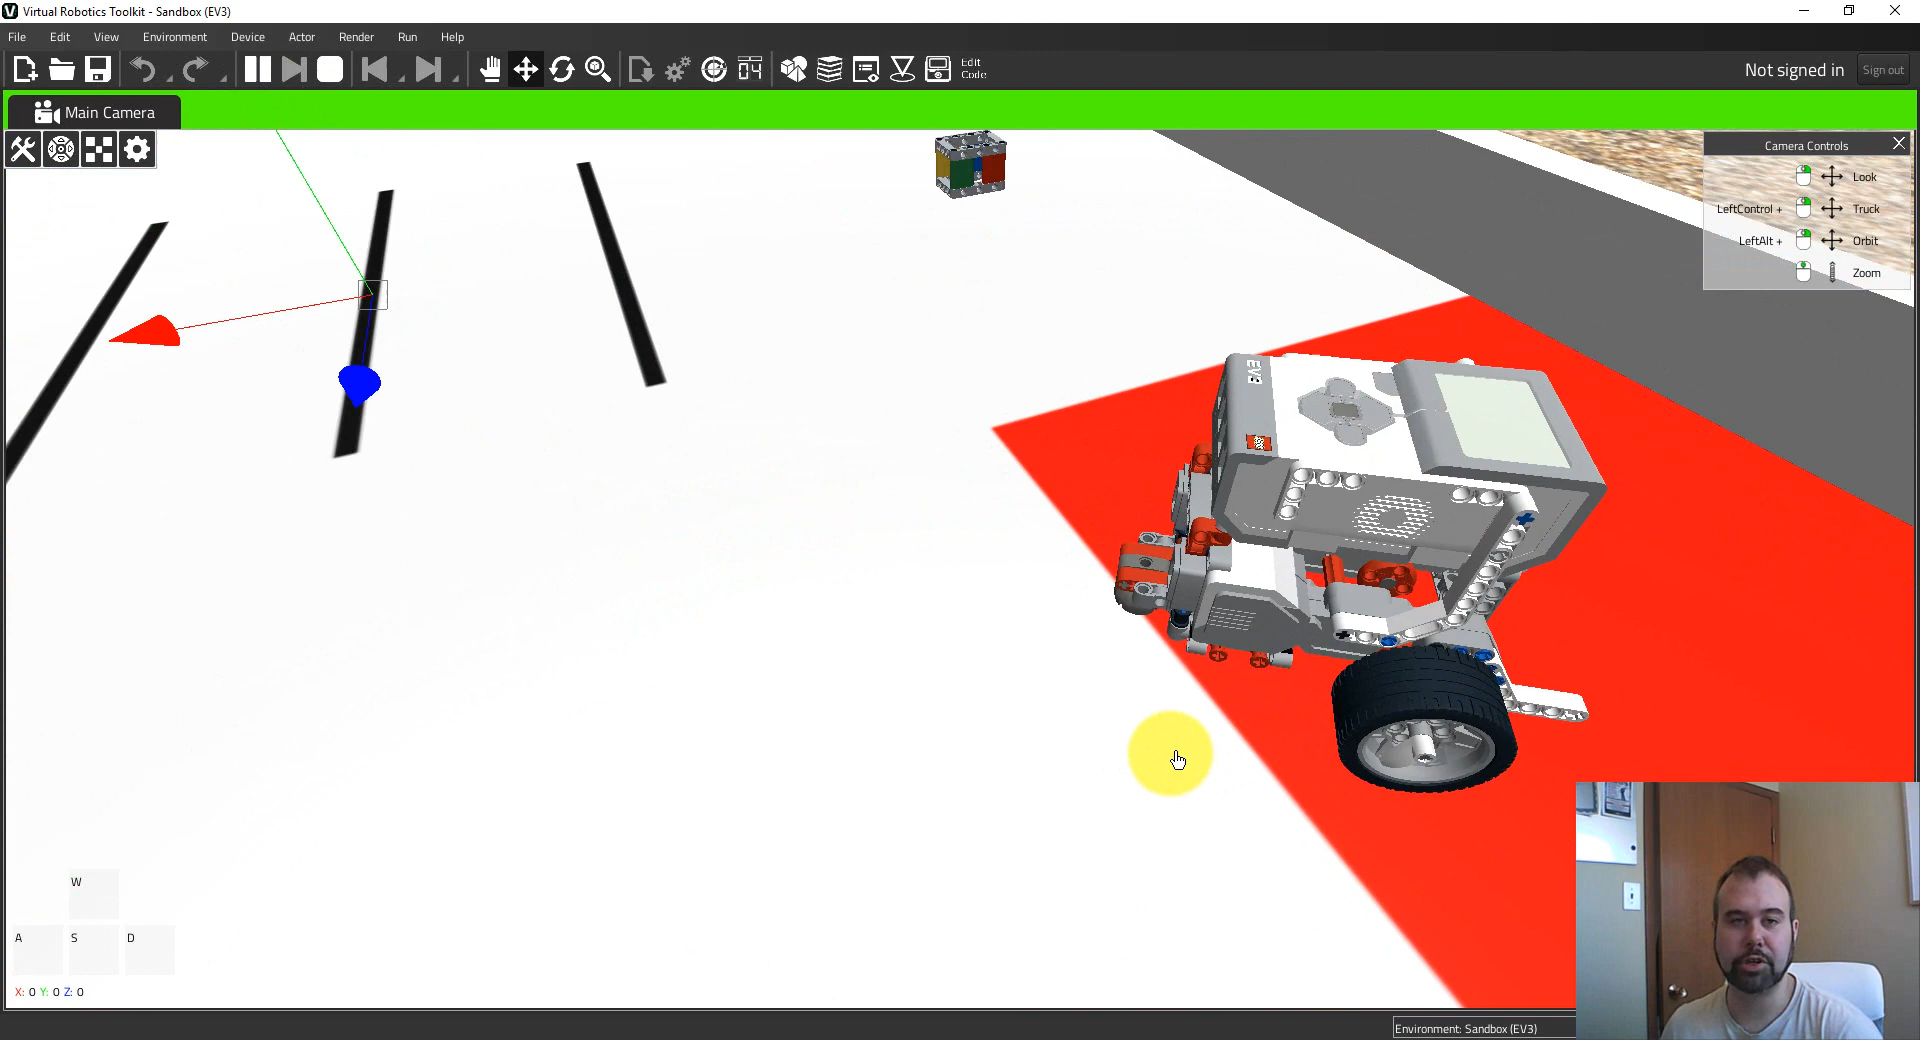 Virtual Robotics Toolkit - Sandbox (EV3)
File Edit View Environment Device Actor Render Run Help
Edit
Code
Not signed in
Sign out
Main Camera
Camera Controls
Look
LeftControl + Truck
LeftAlt + Orbit
Zoom
EV3
W
A S D
X: 0 Y: 0 Z: 0
Environment: Sandbox (EV3)